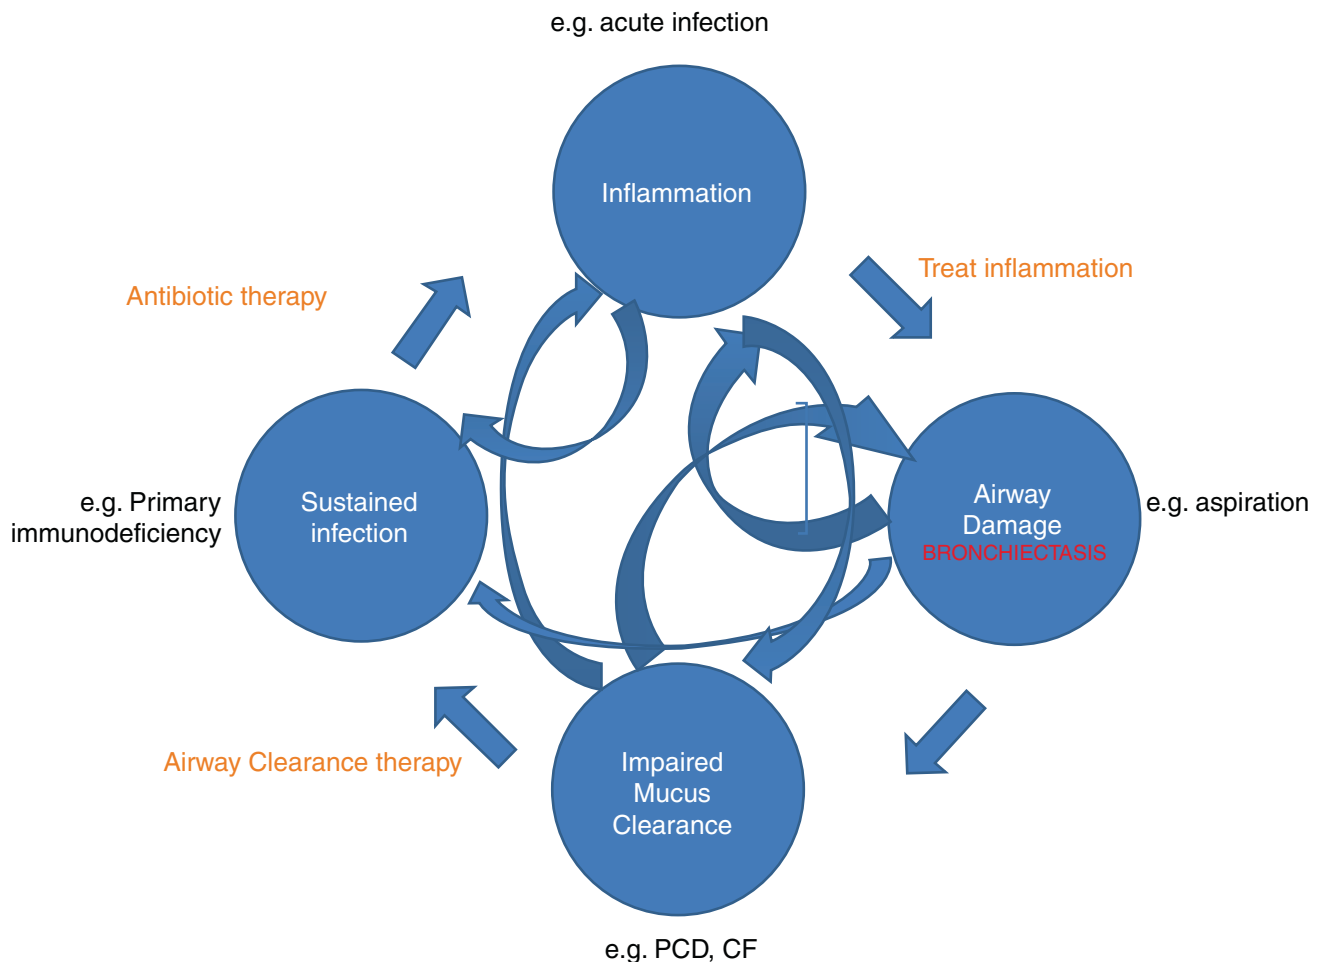 e.g. acute infection
Inflammation
Treat inflammation
Antibiotic therapy
e.g. Primary
immunodeficiency
Sustained
infection
Airway
Damage
BRONCHIECTASIS
e.g. aspiration
Airway Clearance therapy
Impaired
Mucus
Clearance
e.g. PCD, CF